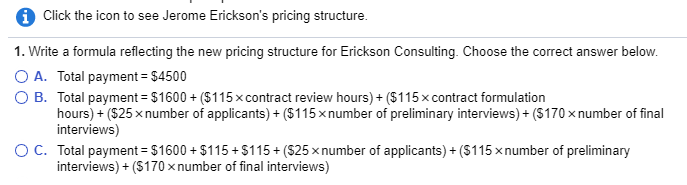 Click the icon to see Jerome Erickson's pricing structure.
1. Write a formula reflecting the new pricing structure for Erickson Consulting. Choose the correct answer below.
A. Total payment = $4500
B. Total payment = $1600 + ($115 × contract review hours) + ($115 × contract formulation
hours) + ($25 × number of applicants) + ($115 × number of preliminary interviews) + ($170 × number of final
interviews)
C. Total payment = $1600 + $115 + $115 + ($25 × number of applicants) + ($115 × number of preliminary
interviews) + ($170 × number of final interviews)